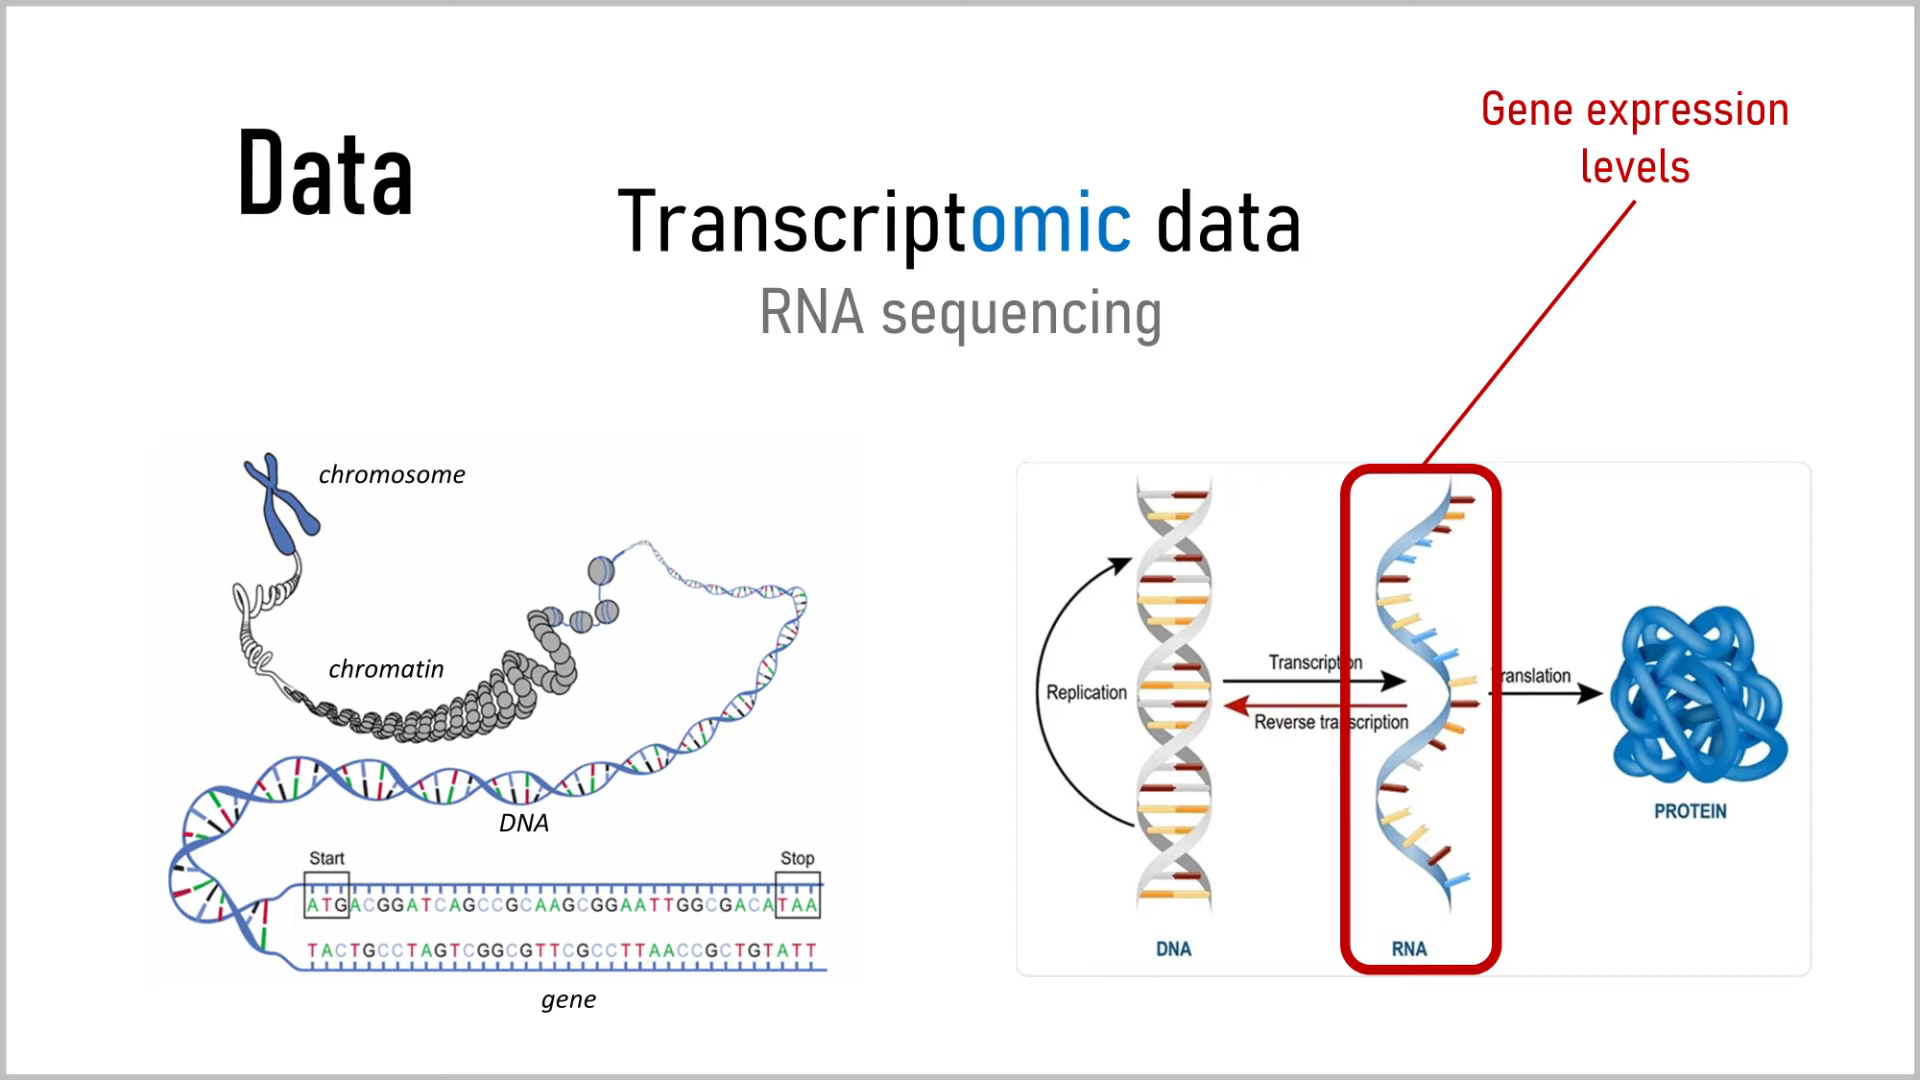 Data
Gene expression
levels
Transcriptomic data
RNA sequencing
chromosome
chromatin
DNA
Start
Stop
ATGACGGATCAGCCGCAAGCGGAATTGGCGACATAA
TACTGCCTAGTCGGCGTTCGCCTTAACCGCTGTATT
gene
Replication
Transcription
Reverse transcription
Translation
DNA
RNA
PROTEIN